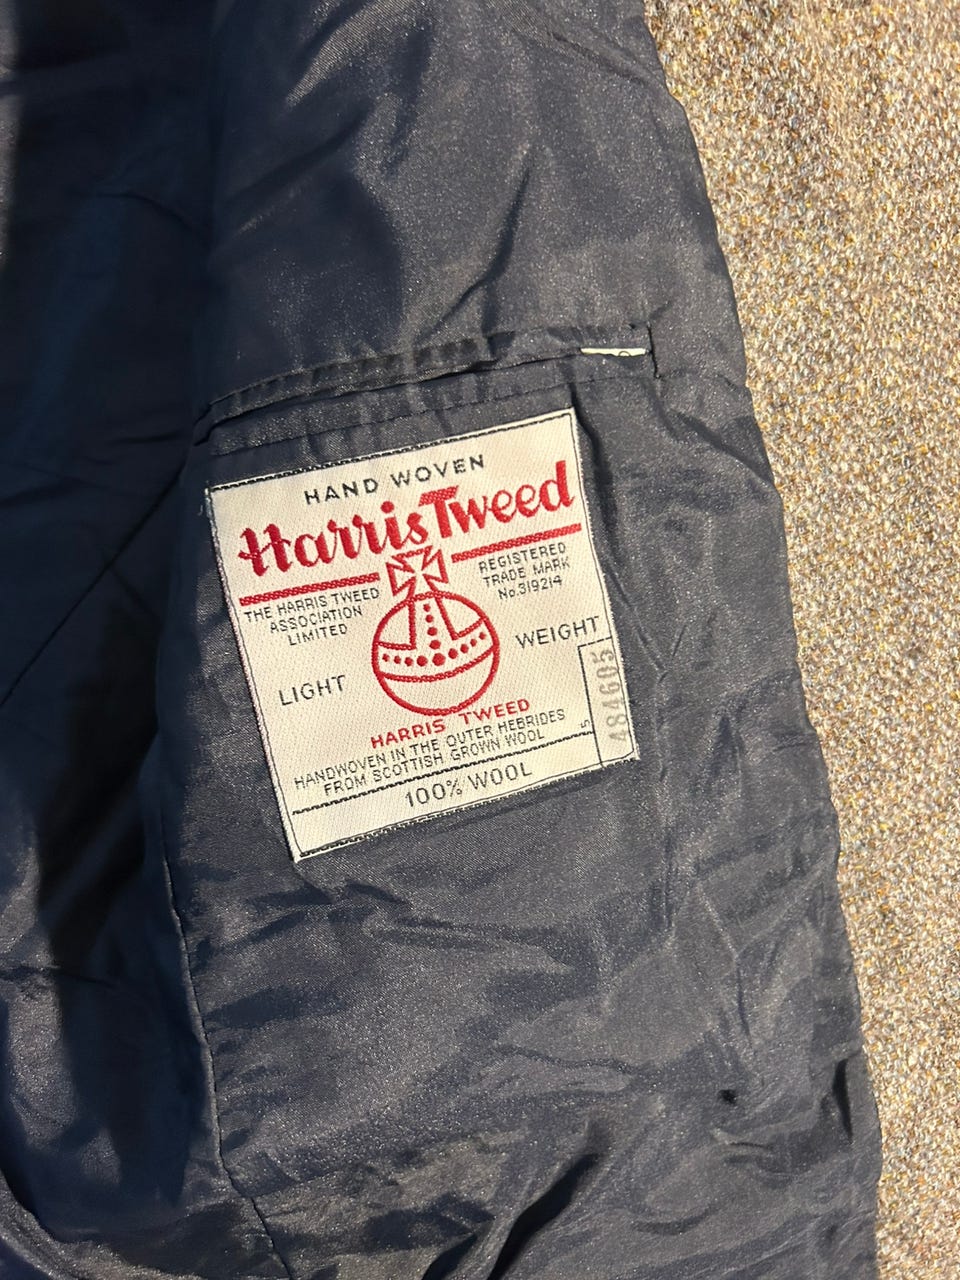 HAND WOVEN
Harris Tweed
THE HARRIS TWEED
ASSOCIATION
LIMITED
REGISTERED
TRADE MARK
No.319214
LIGHT WEIGHT
HARRIS TWEED
HANDWOVEN IN THE OUTER HEBRIDES
FROM SCOTTISH GROWN WOOL
100% WOOL
5
484605